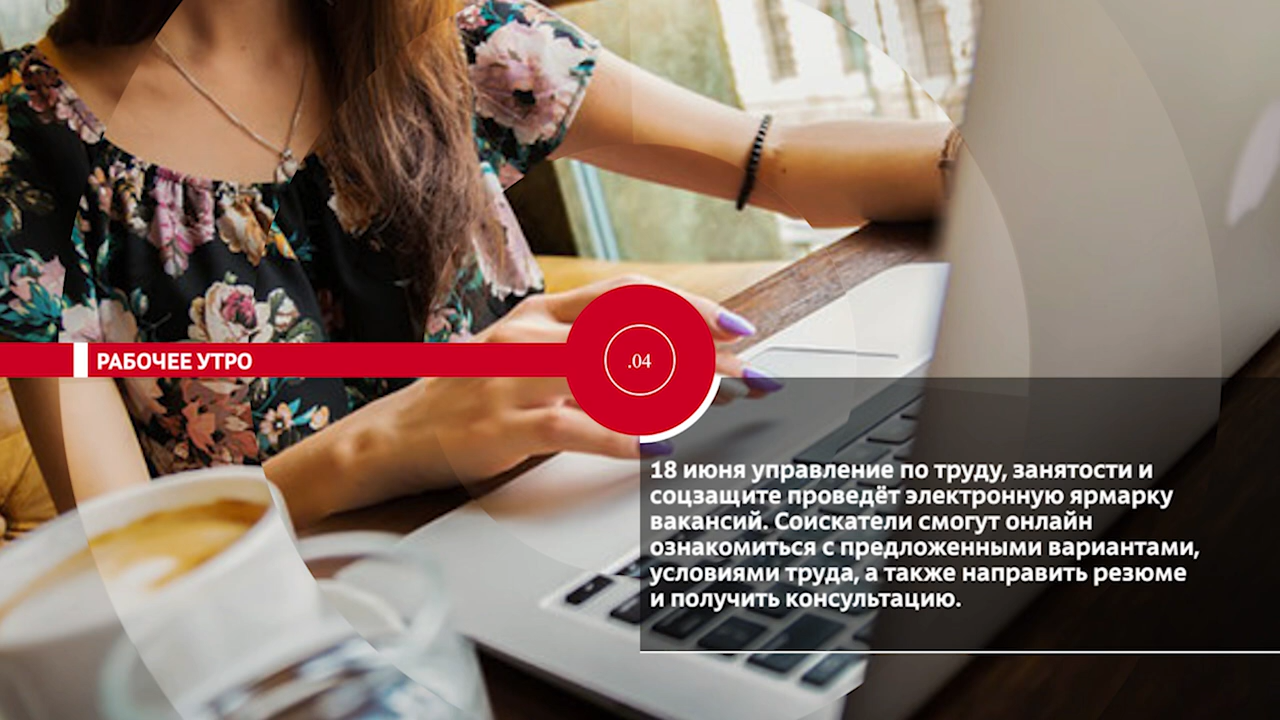 РАБОЧЕЕ УТРО
.04
18 июня управление по труду, занятости и
соцзащите проведёт электронную ярмарку
вакансий. Соискатели смогут онлайн
ознакомиться с предложенными вариантами,
условиями труда, а также направить резюме
и получить консультацию.